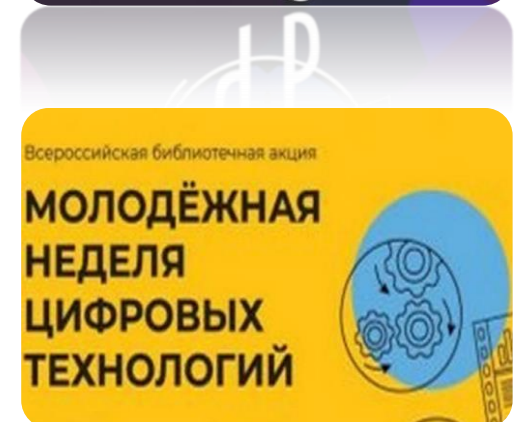 Всероссийская библиотечная акция
МОЛОДЁЖНАЯ
НЕДЕЛЯ
ЦИФРОВЫХ
ТЕХНОЛОГИЙ